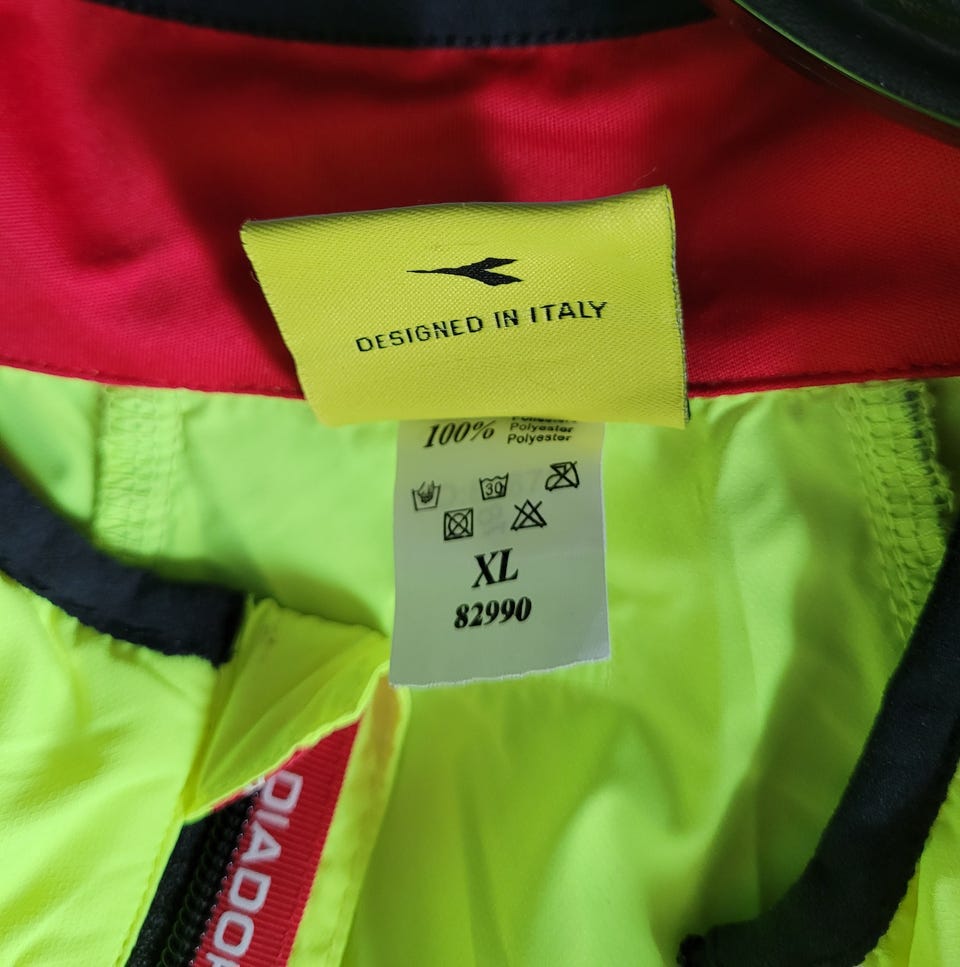 DESIGNED IN ITALY
100% Polyester
Polyester
30
XL
82990
DIADOR